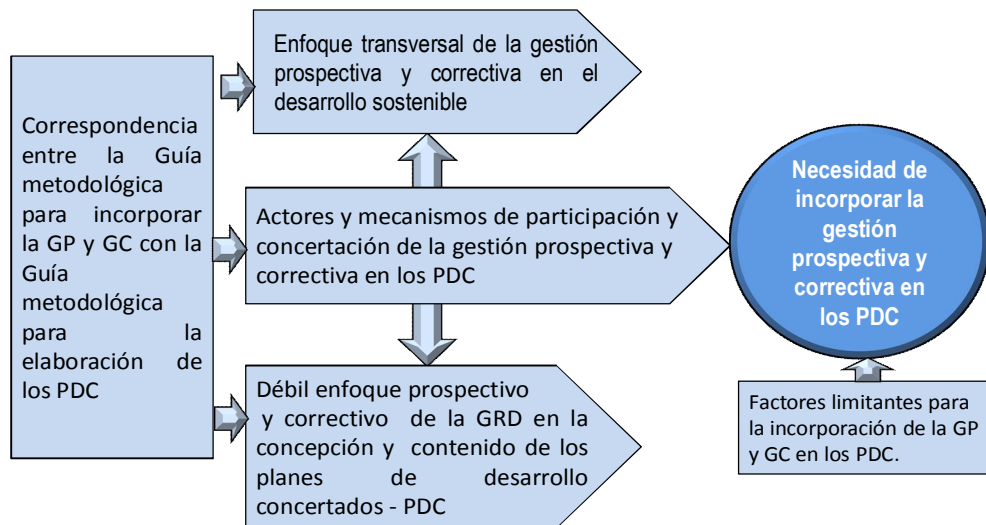 Correspondencia
entre la Guía
metodológica
para incorporar
la GP y GC con la
Guía
metodológica
para la
elaboración de
los PDC
Enfoque transversal de la gestión
prospectiva y correctiva en el
desarrollo sostenible
Actores y mecanismos de participación y
concertación de la gestión prospectiva y
correctiva en los PDC
Débil enfoque prospectivo
y correctivo de la GRD en la
concepción y contenido de los
planes de desarrollo
concertados - PDC
Necesidad de
incorporar la
gestión
prospectiva y
correctiva en
los PDC
Factores limitantes para
la incorporación de la GP
y GC en los PDC.